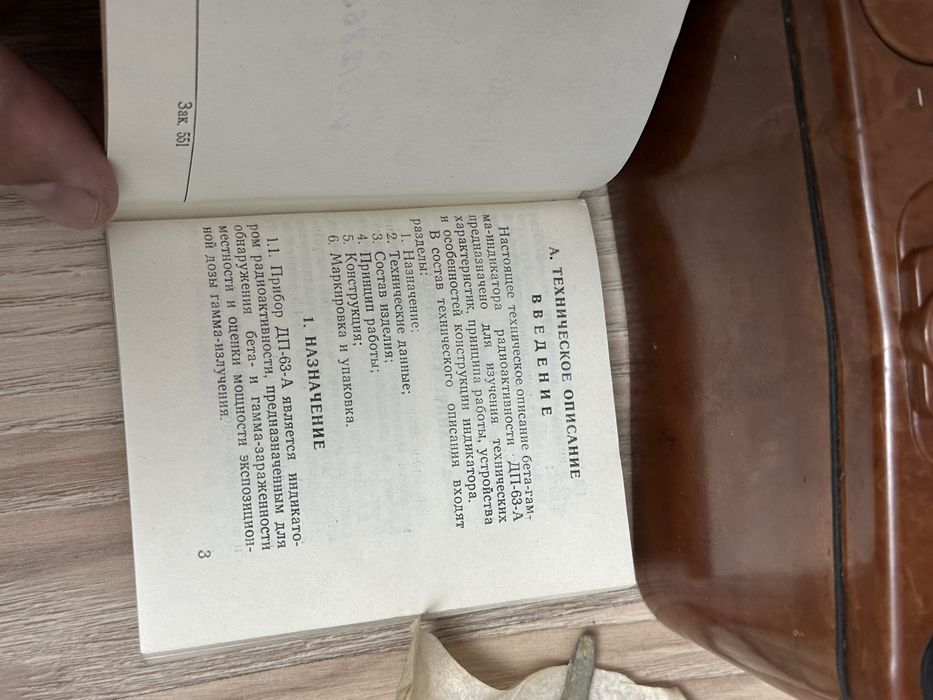 Зак. 551
А. ТЕХНИЧЕСКОЕ ОПИСАНИЕ
ВВЕДЕНИЕ
Настоящее техническое описание бета-гам-
ма-индикатора радиоактивности ДП-63-А
предназначено для изучения технических
характеристик, принципа работы, устройства
и особенностей конструкции индикатора.
В состав технического описания входят
разделы:
1. Назначение;
2. Технические данные;
3. Состав изделия;
4. Принцип работы;
5. Конструкция;
6. Маркировка и упаковка.
1. НАЗНАЧЕНИЕ
1.1. Прибор ДП-63-А является индикато-
ром радиоактивности, предназначенным для
обнаружения бета- и гамма-зараженности
местности и оценки мощности экспозицион-
ной дозы гамма-излучения.
3